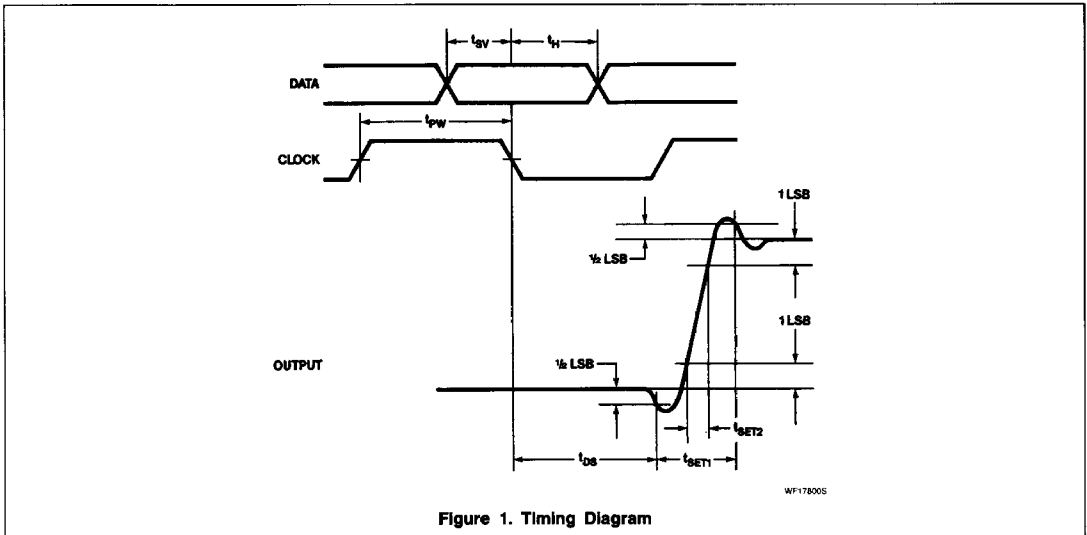 tSV
tH
DATA
tPW
CLOCK
1 LSB
½ LSB
1 LSB
½ LSB
OUTPUT
tSET2
tDS
tSET1
WF17800S
Figure 1. Timing Diagram